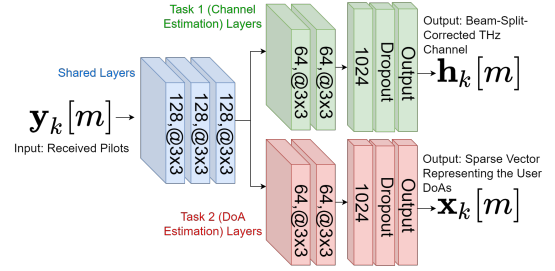 Task 1 (Channel
Estimation) Layers
Output: Beam-Split-
Corrected THz
Channel
64,@3x3
64,@3x3
1024
Dropout
Output
h_k[m]
Shared Layers
y_k[m]
Input: Received Pilots
128,@3x3
128,@3x3
128,@3x3
Task 2 (DoA
Estimation) Layers
64,@3x3
64,@3x3
1024
Dropout
Output
Output: Sparse Vector
Representing the User
DoAs
x_k[m]